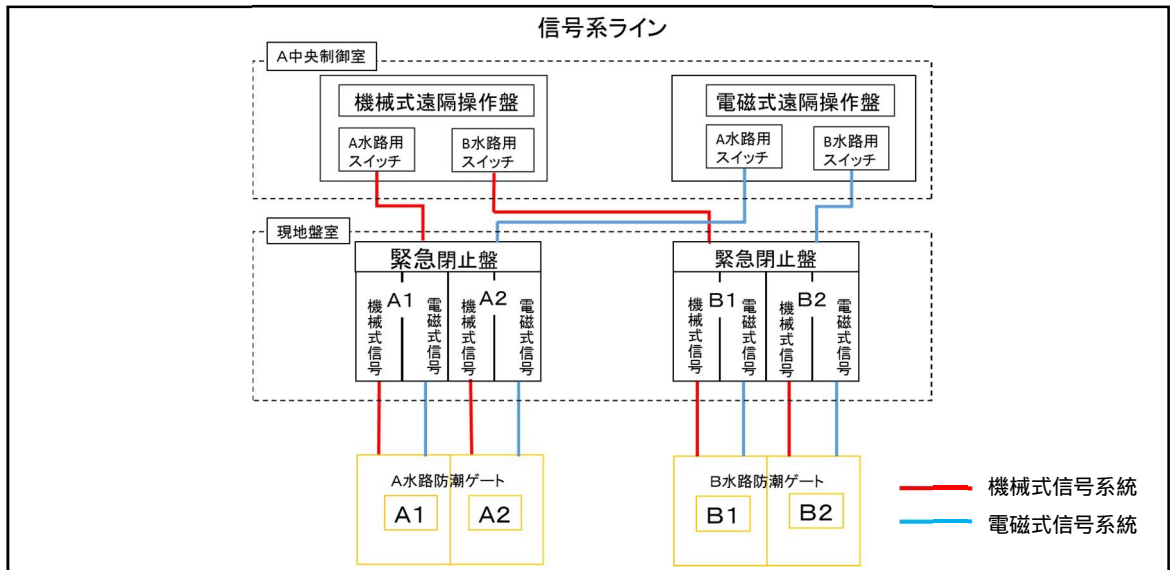 信号系ライン
A中央制御室
機械式遠隔操作盤
A水路用
スイッチ
B水路用
スイッチ
電磁式遠隔操作盤
A水路用
スイッチ
B水路用
スイッチ
現地盤室
緊急閉止盤
機械式信号
A1
電磁式信号
機械式信号
A2
電磁式信号
緊急閉止盤
機械式信号
B1
電磁式信号
機械式信号
B2
電磁式信号
A水路防潮ゲート
A1
A2
B水路防潮ゲート
B1
B2
機械式信号系統
電磁式信号系統